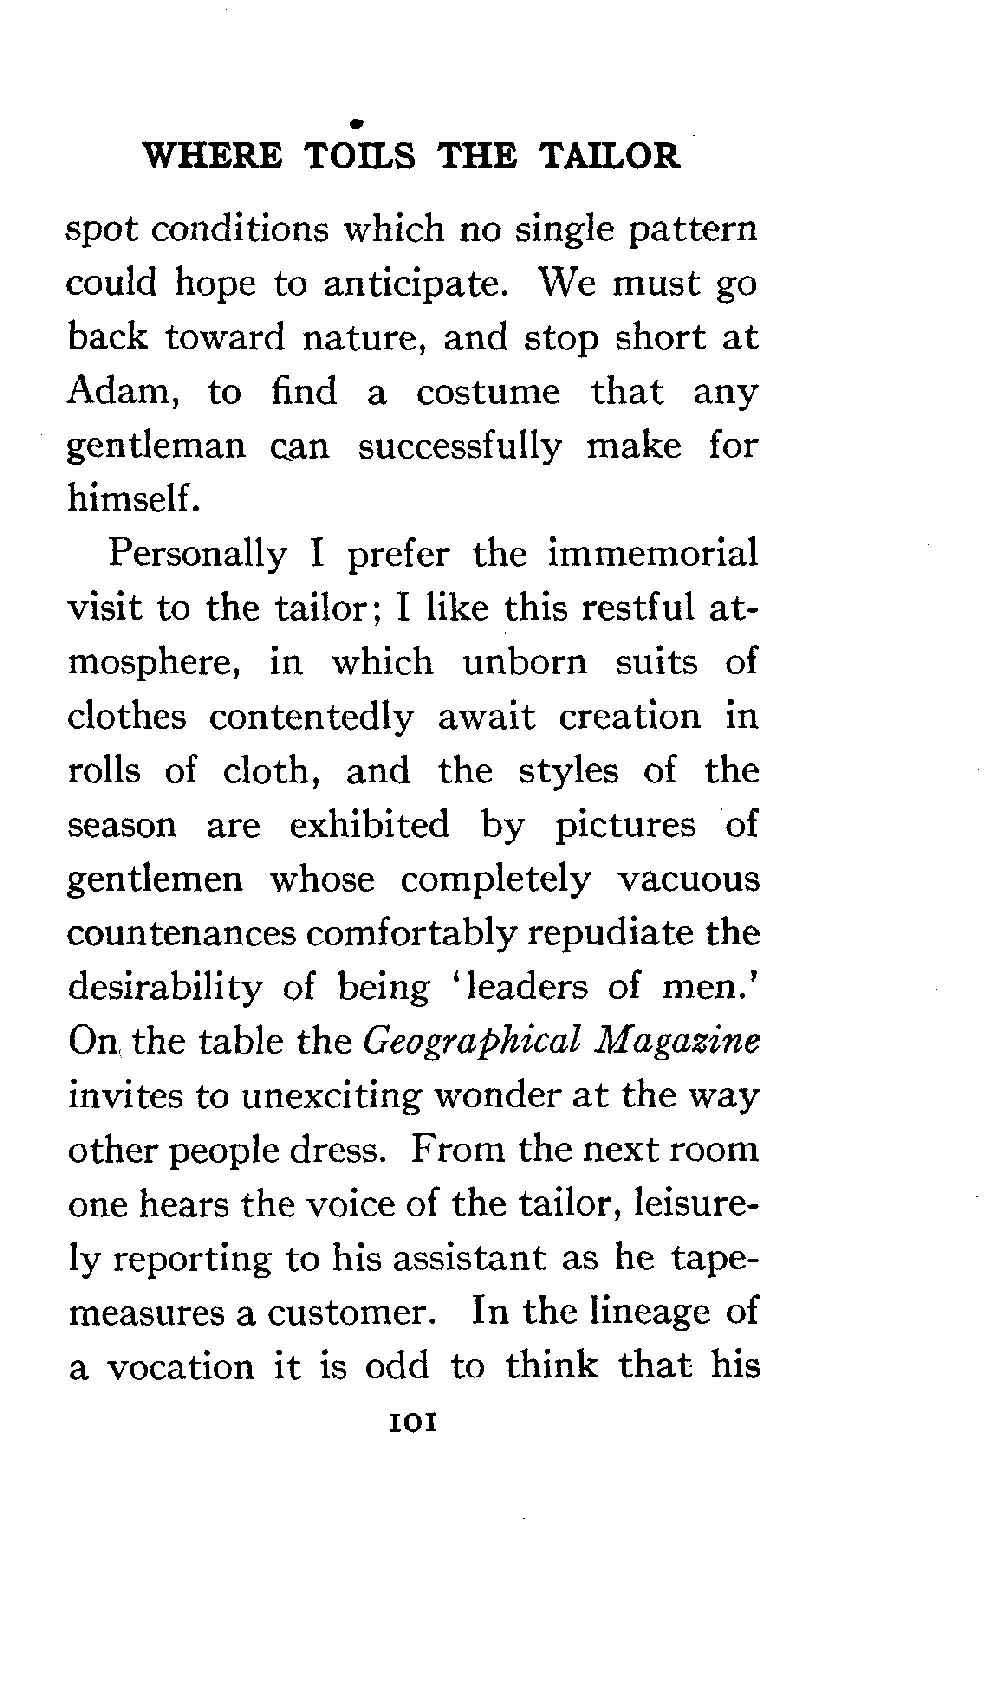 WHERE TOILS THE TAILOR
spot conditions which no single pattern
could hope to anticipate. We must go
back toward nature, and stop short at
Adam, to find a costume that any
gentleman can successfully make for
himself.
Personally I prefer the immemorial
visit to the tailor; I like this restful at-
mosphere, in which unborn suits of
clothes contentedly await creation in
rolls of cloth, and the styles of the
season are exhibited by pictures of
gentlemen whose completely vacuous
countenances comfortably repudiate the
desirability of being 'leaders of men.'
On the table the Geographical Magazine
invites to unexciting wonder at the way
other people dress. From the next room
one hears the voice of the tailor, leisure-
ly reporting to his assistant as he tape-
measures a customer. In the lineage of
a vocation it is odd to think that his
101